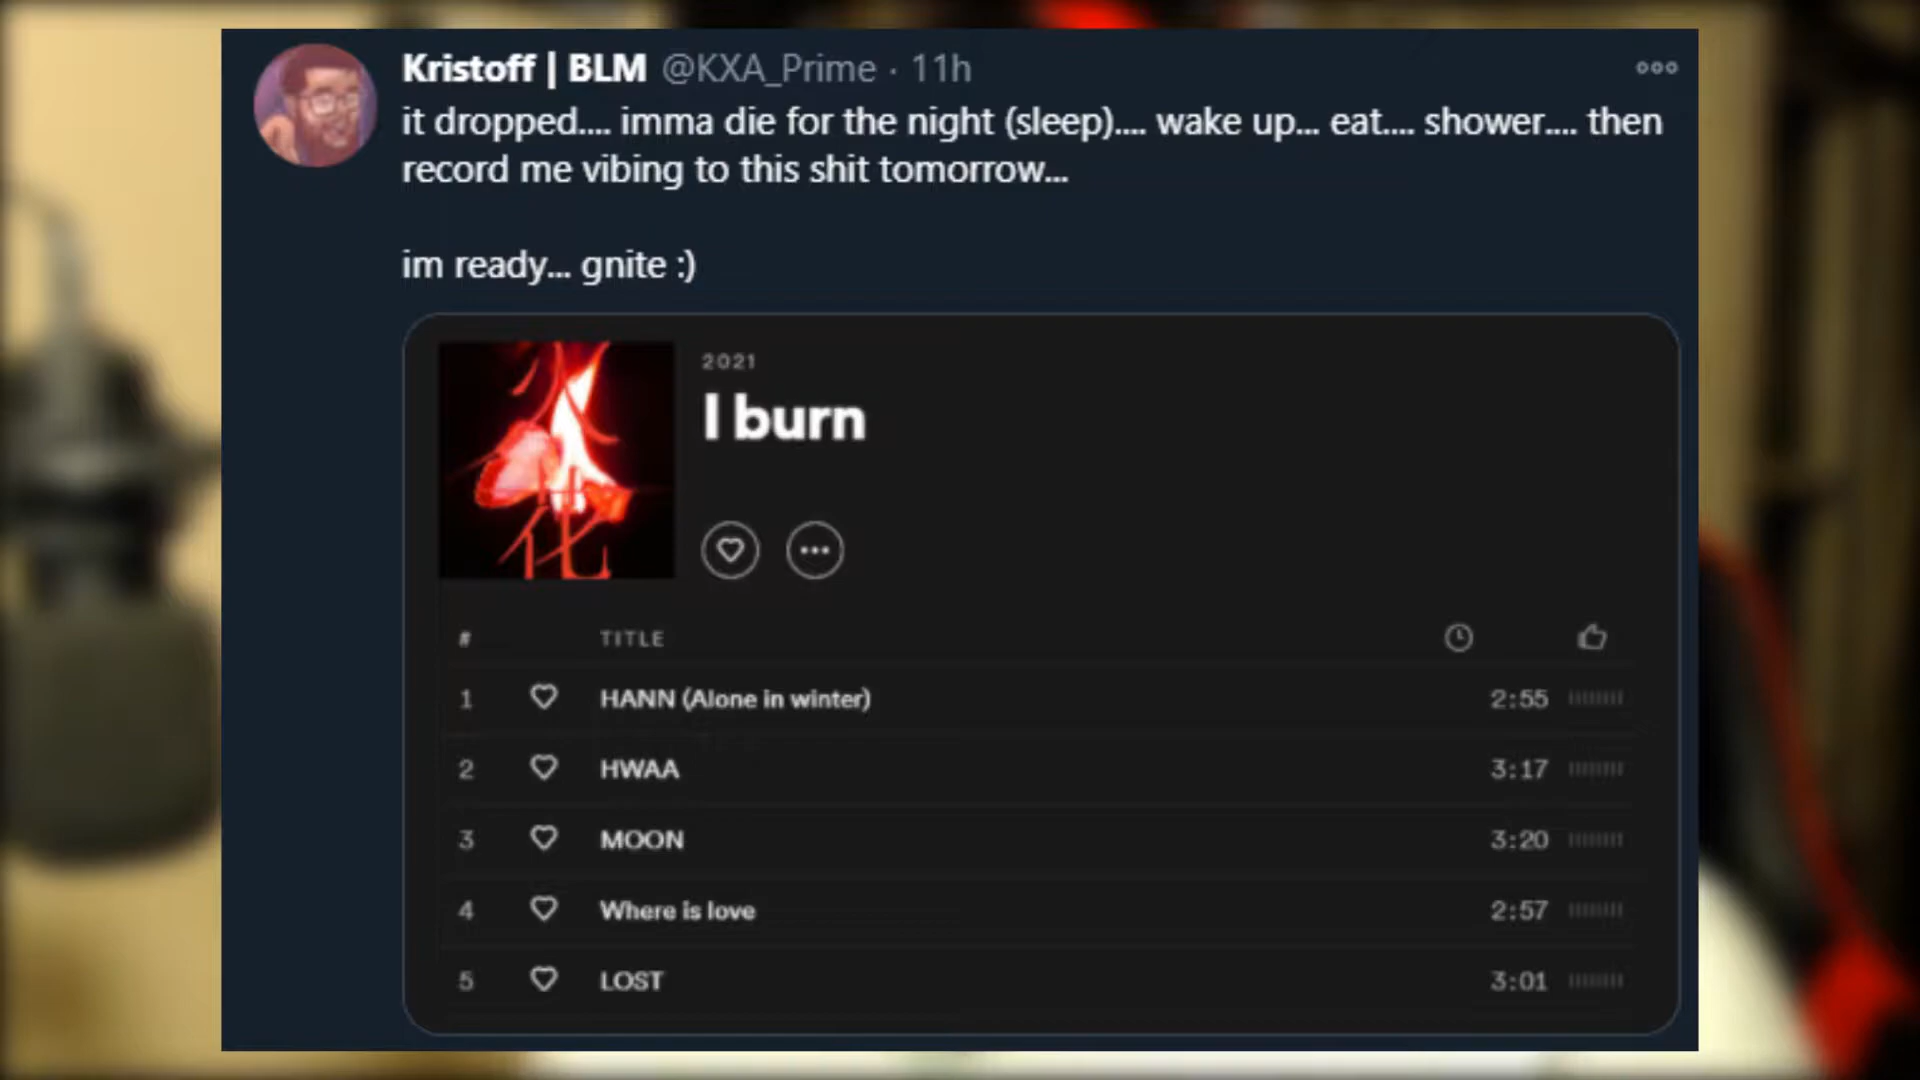 Kristoff | BLM @KXA_Prime · 11h
it dropped.... imma die for the night (sleep).... wake up... eat.... shower.... then
record me vibing to this shit tomorrow...
im ready... gnite :)
2021
I burn
火
花
# TITLE
1 HANN (Alone in winter) 2:55
2 HWAA 3:17
3 MOON 3:20
4 Where is love 2:57
5 LOST 3:01